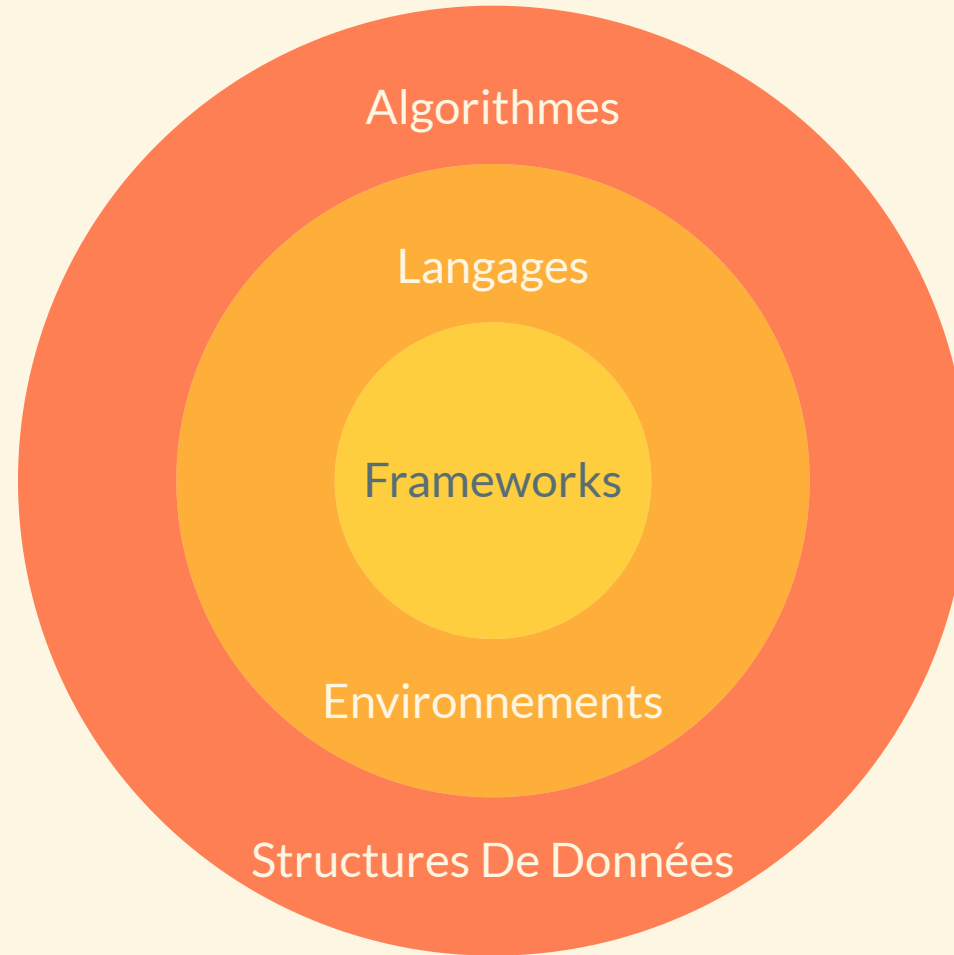 Algorithmes
Langages
Frameworks
Environnements
Structures De Données